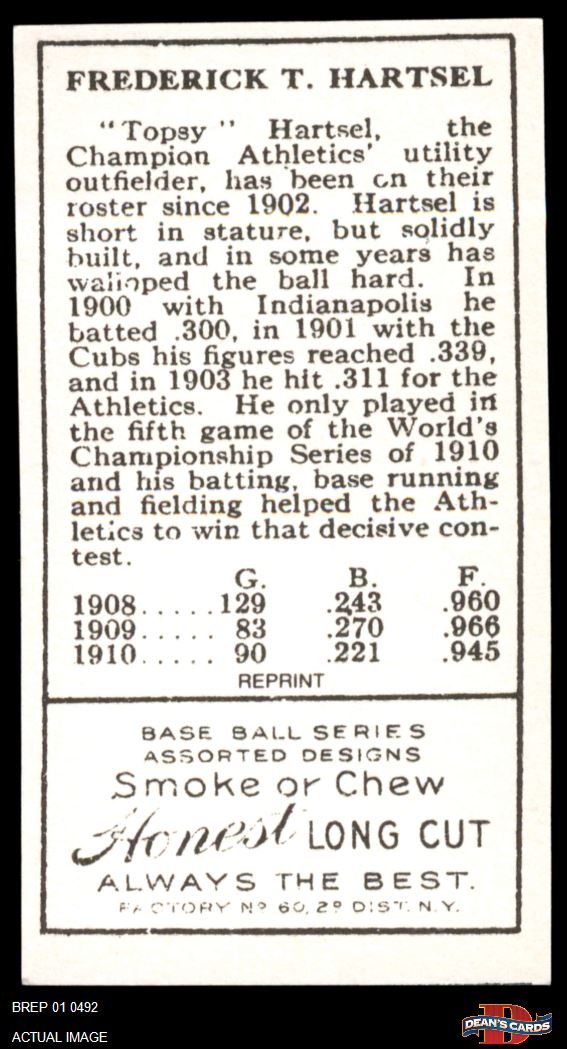 FREDERICK T. HARTSEL
"Topsy" Hartsel, the
Champion Athletics' utility
outfielder, has been on their
roster since 1902. Hartsel is
short in stature, but solidly
built, and in some years has
walloped the ball hard. In
1900 with Indianapolis he
batted .300, in 1901 with the
Cubs his figures reached .339,
and in 1903 he hit .311 for the
Athletics. He only played in
the fifth game of the World's
Championship Series of 1910
and his batting, base running
and fielding helped the Ath-
letics to win that decisive con-
test.
G. B. F.
1908.....129 .243 .960
1909..... 83 .270 .966
1910..... 90 .221 .945
REPRINT
BASE BALL SERIES
ASSORTED DESIGNS
Smoke or Chew
Honest LONG CUT
ALWAYS THE BEST.
FACTORY Nº 60, 2º DIST. N.Y.
BREP 01 0492
ACTUAL IMAGE
D
DEAN'S CARDS